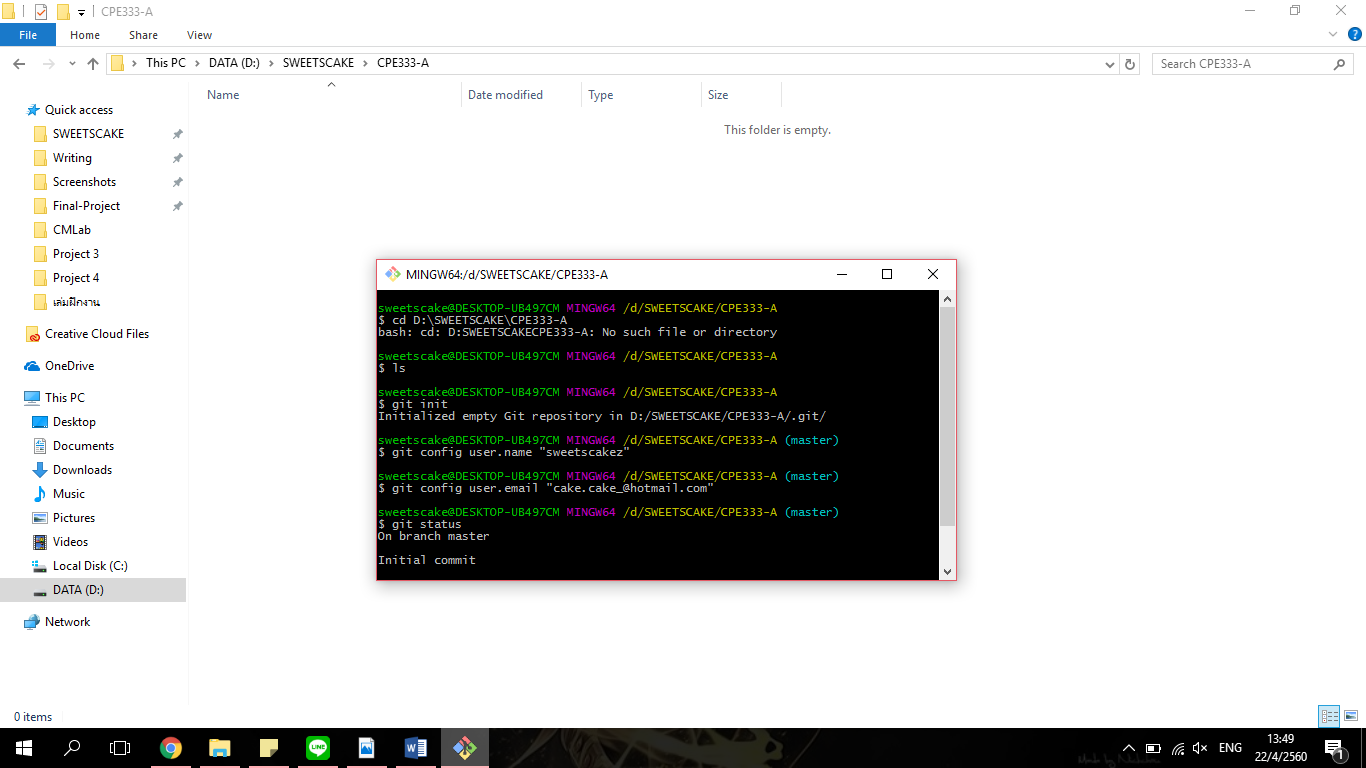 CPE333-A
File Home Share View
This PC DATA (D:) SWEETSCAKE CPE333-A
Search CPE333-A
Name Date modified Type Size
This folder is empty.
Quick access
SWEETSCAKE
Writing
Screenshots
Final-Project
CMLab
Project 3
Project 4
เล่มฝึกงาน
Creative Cloud Files
OneDrive
This PC
Desktop
Documents
Downloads
Music
Pictures
Videos
Local Disk (C:)
DATA (D:)
Network
0 items
MINGW64:/d/SWEETSCAKE/CPE333-A
sweetscake@DESKTOP-UB497CM MINGW64 /d/SWEETSCAKE/CPE333-A
$ cd D:\SWEETSCAKE\CPE333-A
bash: cd: D:SWEETSCAKECPE333-A: No such file or directory
sweetscake@DESKTOP-UB497CM MINGW64 /d/SWEETSCAKE/CPE333-A
$ ls
sweetscake@DESKTOP-UB497CM MINGW64 /d/SWEETSCAKE/CPE333-A
$ git init
Initialized empty Git repository in D:/SWEETSCAKE/CPE333-A/.git/
sweetscake@DESKTOP-UB497CM MINGW64 /d/SWEETSCAKE/CPE333-A (master)
$ git config user.name "sweetscakez"
sweetscake@DESKTOP-UB497CM MINGW64 /d/SWEETSCAKE/CPE333-A (master)
$ git config user.email "cake.cake_@hotmail.com"
sweetscake@DESKTOP-UB497CM MINGW64 /d/SWEETSCAKE/CPE333-A (master)
$ git status
On branch master
Initial commit
LINE
ENG
13:49
22/4/2560
1